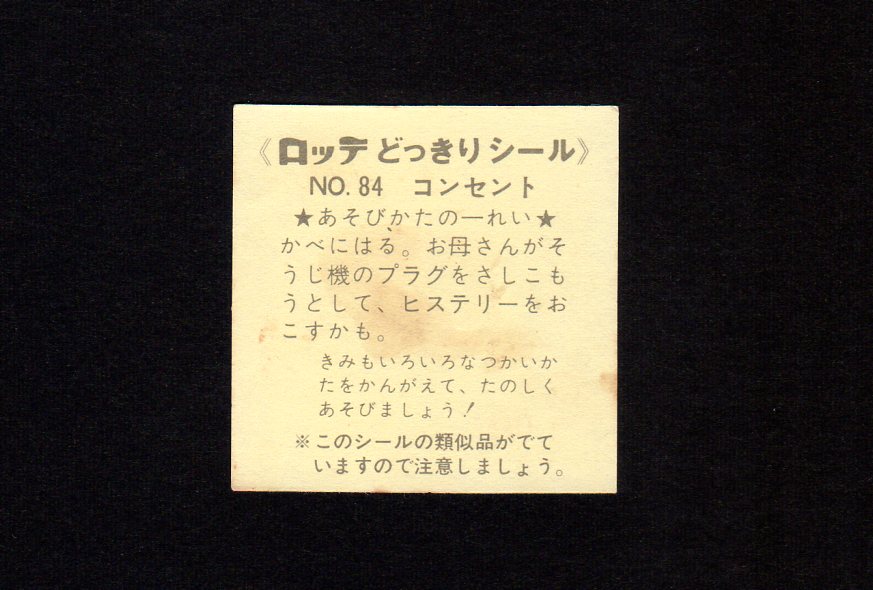 《ロッテどっきりシール》
NO. 84 コンセント
★あそびかたの一れい★
かべにはる。お母さんがそ
うじ機のプラグをさしこも
うとして、ヒステリーをお
こすかも。
きみもいろいろなつかいか
たをかんがえて、たのしく
あそびましょう!
※このシールの類似品がでて
いますので注意しましょう。